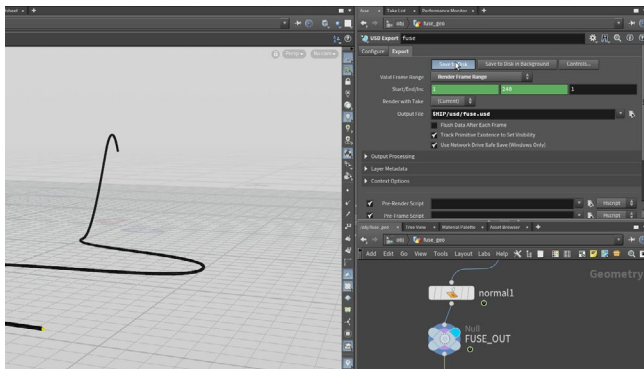 fuse
Take List
Performance Monitor
obj
fuse_geo
USD Export fuse
Persp
No cam
Configure Export
Save to Disk Save to Disk in Background Controls...
Valid Frame Range Render Frame Range
Start/End/Inc 1 240 1
Render with Take (Current)
Output File $HIP/usd/fuse.usd
Flush Data After Each Frame
Track Primitive Existence to Set Visibility
Use Network Drive Safe Save (Windows Only)
Output Processing
Layer Metadata
Context Options
Pre-Render Script Hscript
Pre-Frame Script Hscript
/obj/fuse_geo Tree View Material Palette Asset Browser
obj fuse_geo
Add Edit Go View Tools Layout Labs Help
Geometry
normal1
Null
FUSE_OUT